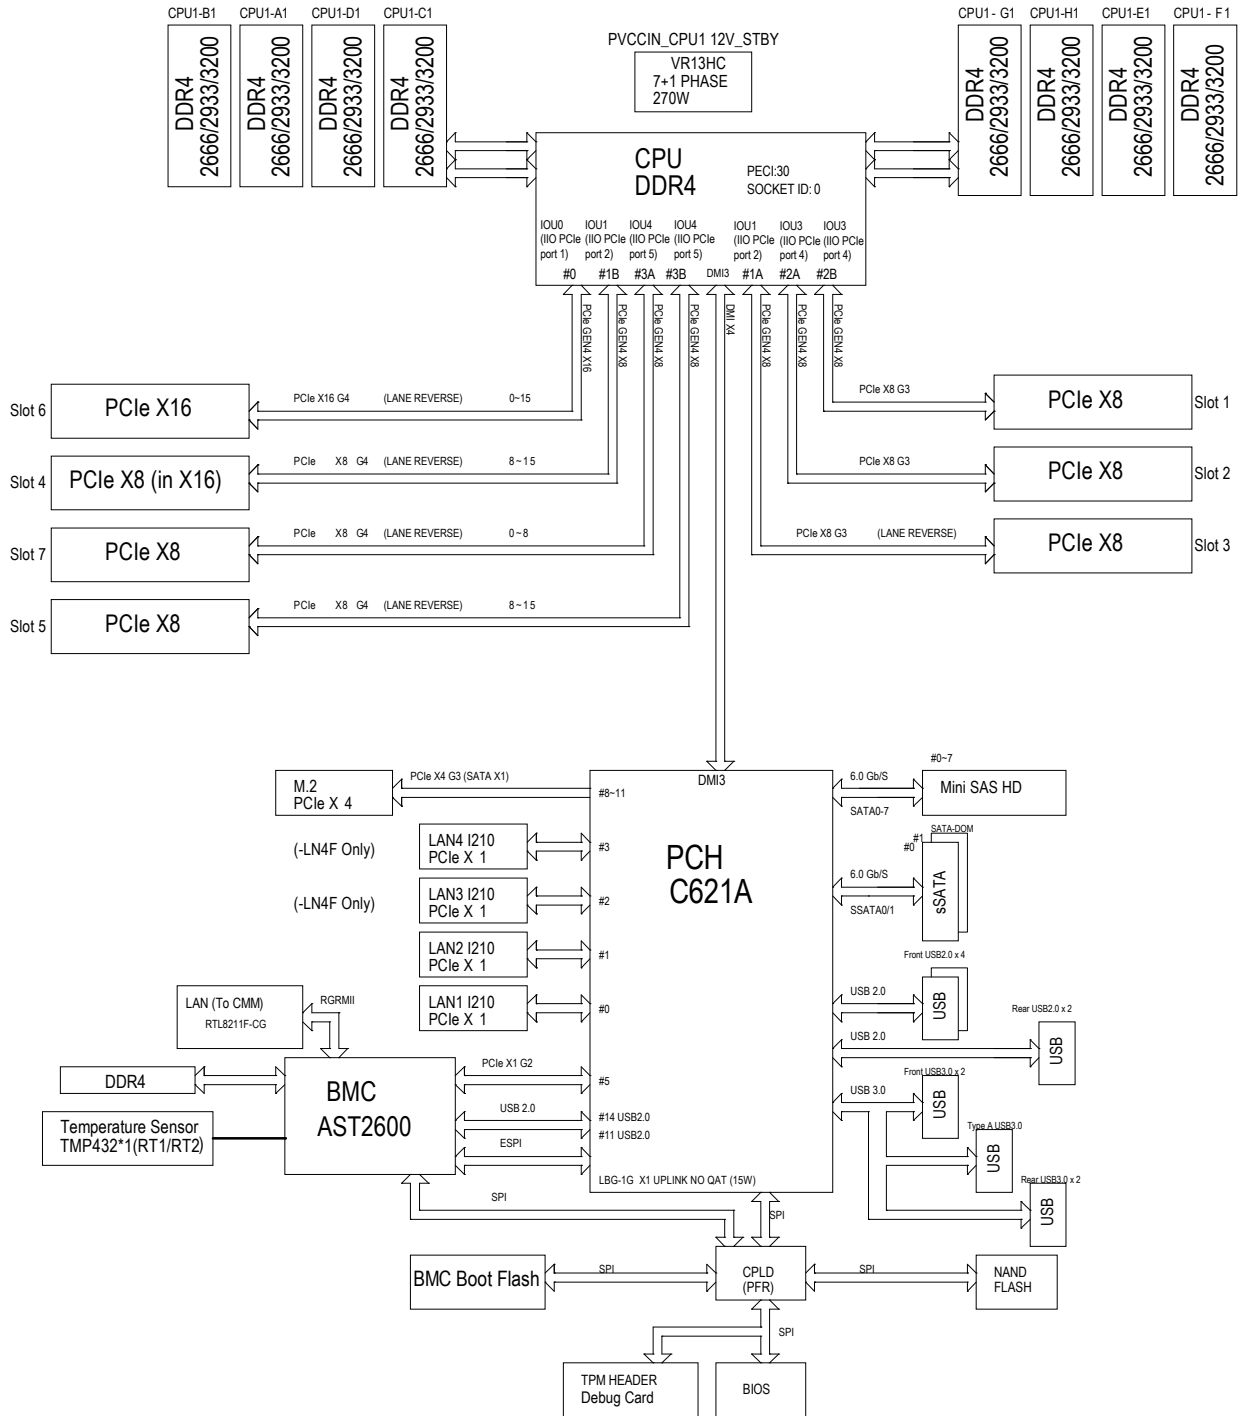 CPU1-B1
CPU1-A1
CPU1-D1
CPU1-C1
CPU1- G1
CPU1-H1
CPU1-E1
CPU1- F1
DDR4
2666/2933/3200
DDR4
2666/2933/3200
DDR4
2666/2933/3200
DDR4
2666/2933/3200
PVCCIN_CPU1 12V_STBY
VR13HC
7+1 PHASE
270W
DDR4
2666/2933/3200
DDR4
2666/2933/3200
DDR4
2666/2933/3200
DDR4
2666/2933/3200
CPU
DDR4
PECI:30
SOCKET ID: 0
IOU0
(IIO PCIe
port 1)
#0
IOU1
(IIO PCIe
port 2)
#1B
IOU4
(IIO PCIe
port 5)
#3A
IOU4
(IIO PCIe
port 5)
#3B
DMI3
IOU1
(IIO PCIe
port 2)
#1A
IOU3
(IIO PCIe
port 4)
#2A
IOU3
(IIO PCIe
port 4)
#2B
PCIe GEN4 X16
PCIe GEN4 X8
PCIe GEN4 X8
PCIe GEN4 X8
DMI X4
PCIe GEN4 X8
PCIe GEN4 X8
PCIe GEN4 X8
Slot 6
PCIe X16
PCIe X16 G4 (LANE REVERSE) 0~15
PCIe X8 G3
PCIe X8
Slot 1
Slot 4
PCIe X8 (in X16)
PCIe X8 G4 (LANE REVERSE) 8~15
PCIe X8 G3
PCIe X8
Slot 2
Slot 7
PCIe X8
PCIe X8 G4 (LANE REVERSE) 0~8
PCIe X8 G3 (LANE REVERSE)
PCIe X8
Slot 3
Slot 5
PCIe X8
PCIe X8 G4 (LANE REVERSE) 8~15
M.2
PCIe X 4
PCIe X4 G3 (SATA X1)
#8~11
DMI3
PCH
C621A
6.0 Gb/S
SATA0-7
#0~7
Mini SAS HD
(-LN4F Only)
LAN4 I210
PCIe X 1
#3
(-LN4F Only)
LAN3 I210
PCIe X 1
#2
6.0 Gb/S
SSATA0/1
SATA-DOM
#1
#0
sSATA
LAN2 I210
PCIe X 1
#1
LAN1 I210
PCIe X 1
#0
Front USB2.0 x 4
USB 2.0
USB
Rear USB2.0 x 2
USB 2.0
USB
LAN (To CMM)
RTL8211F-CG
RGRMII
DDR4
BMC
AST2600
PCIe X1 G2
#5
Temperature Sensor
TMP432*1(RT1/RT2)
USB 2.0
#14 USB2.0
#11 USB2.0
ESPI
Front USB3.0 x 2
USB 3.0
USB
Type A USB3.0
USB
Rear USB3.0 x 2
USB
LBG-1G X1 UPLINK NO QAT (15W)
SPI
SPI
BMC Boot Flash
SPI
CPLD
(PFR)
SPI
NAND
FLASH
SPI
TPM HEADER
Debug Card
BIOS